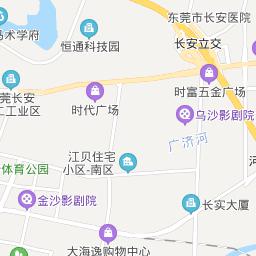 东莞市长安医院
马术学府
恒通科技园
长安立交
莞长安
二工业区
时代广场
时富五金广场
乌沙影剧院
广济河
江贝住宅
小区-南区
体育公园
金沙影剧院
长实大厦
大海逸购物中心
河